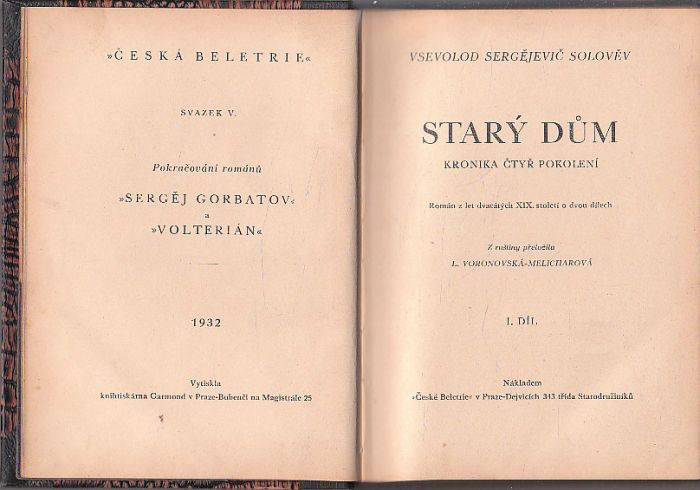 »ČESKÁ BELETRIE«
SVAZEK V.
Pokračování románů
»SERGĚJ GORBATOV«
a
»VOLTERIÁN«
1932
Vytiskla
knihtiskárna Garmond v Praze-Bubenči na Magistrále 25
VSEVOLOD SERGĚJEVIČ SOLOVĚV
STARÝ DŮM
KRONIKA ČTYŘ POKOLENÍ
Román z let dvacátých XIX. století o dvou dílech
Z ruštiny přeložila
L. VORONOVSKÁ-MELICHAROVÁ
I. DÍL
Nákladem
»České Beletrie« v Praze-Dejvicích 343 třída Starodružiníků